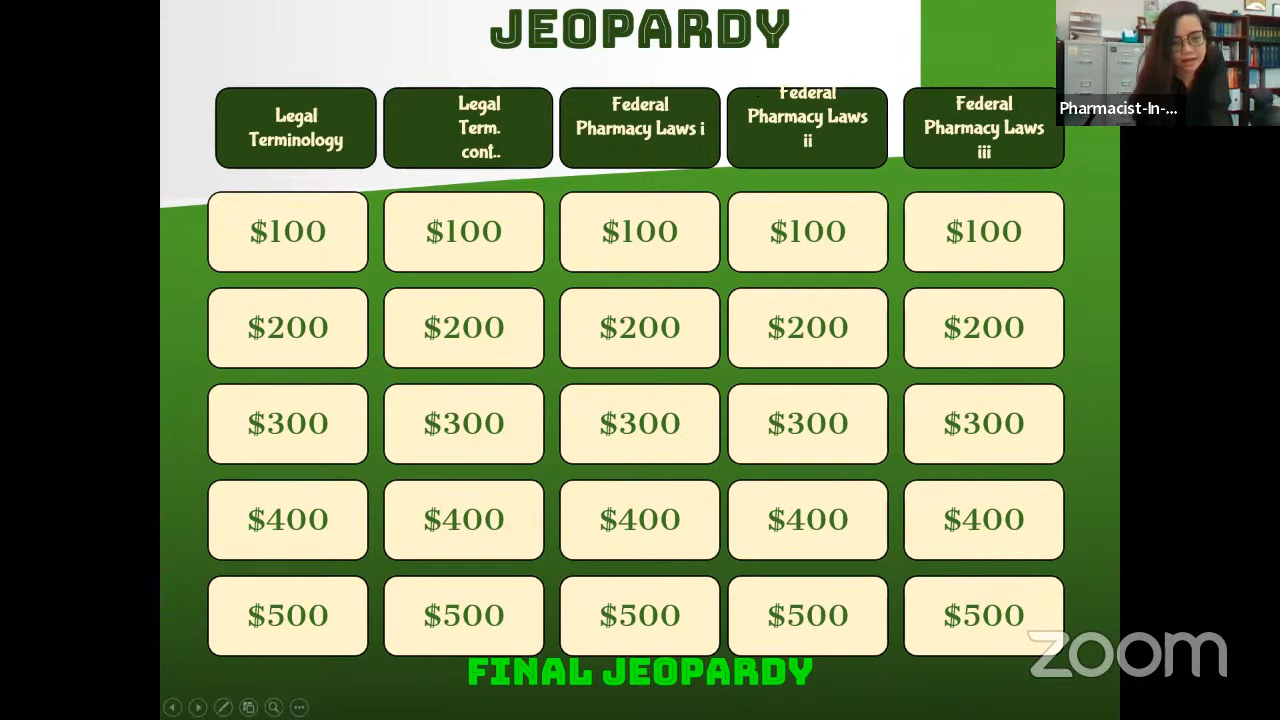 JEOPARDY
Legal
Terminology
Legal
Term.
cont..
Federal
Pharmacy Laws i
Federal
Pharmacy Laws
ii
Federal
Pharmacy Laws
iii
Pharmacist-In-...
$100
$100
$100
$100
$100
$200
$200
$200
$200
$200
$300
$300
$300
$300
$300
$400
$400
$400
$400
$400
$500
$500
$500
$500
$500
FINAL JEOPARDY
zoom